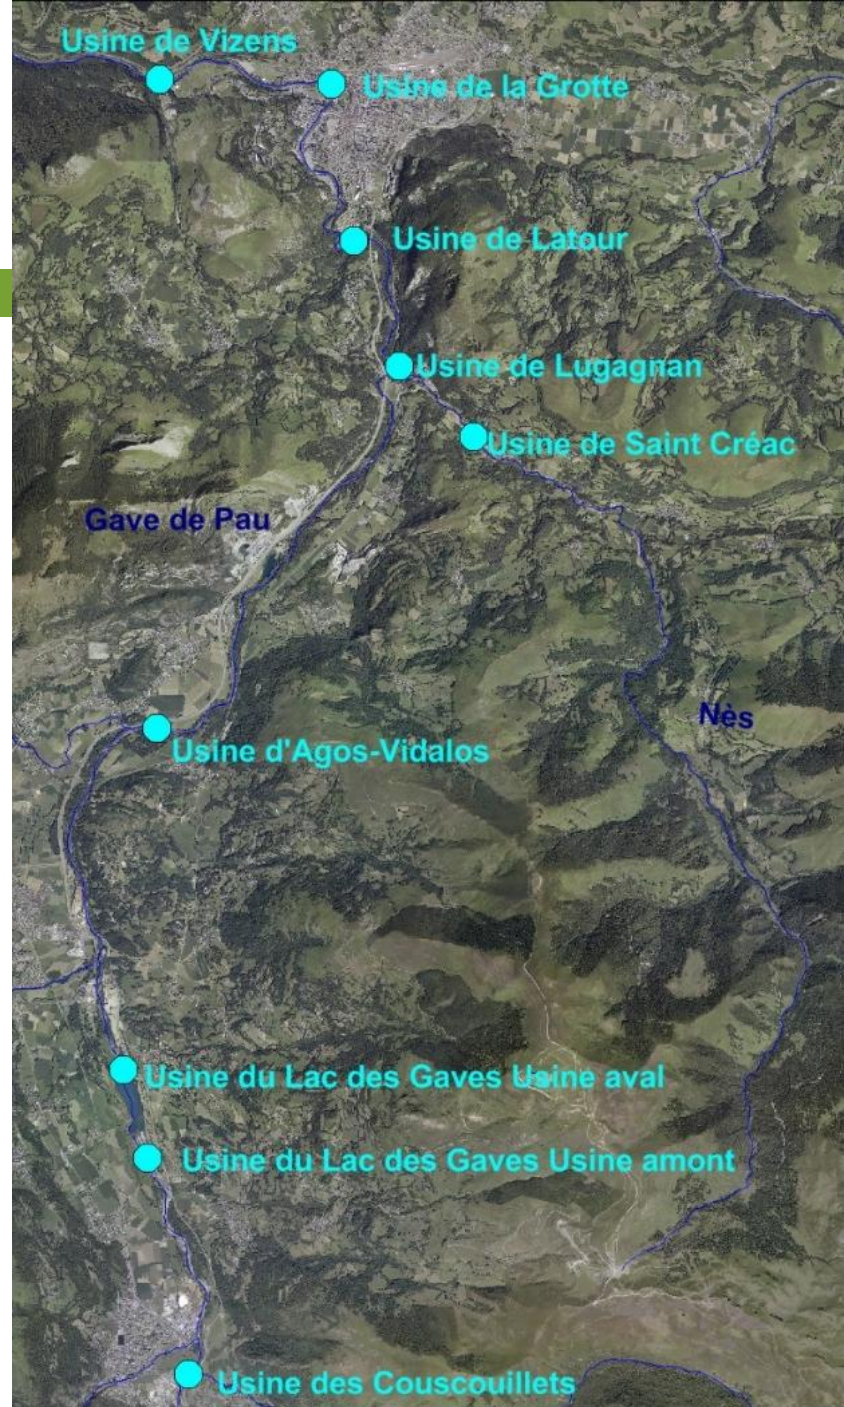 Usine de Vizens
Usine de la Grotte
Usine de Latour
Usine de Lugagnan
Usine de Saint Créac
Gave de Pau
Nès
Usine d'Agos-Vidalos
Usine du Lac des Gaves Usine aval
Usine du Lac des Gaves Usine amont
Usine des Couscouillets